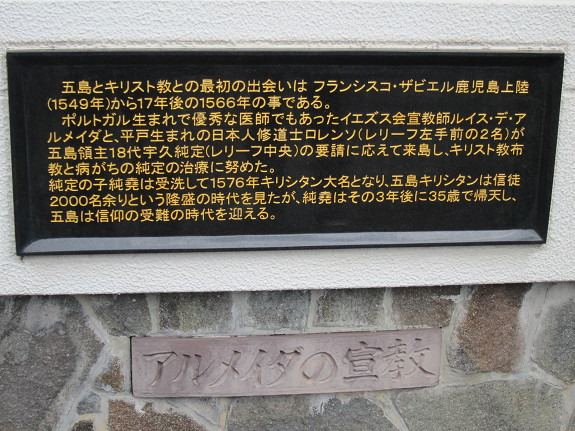 五島とキリスト教との最初の出会いは フランシスコ・ザビエル鹿児島上陸
(1549年)から17年後の1566年の事である。
ポルトガル生まれで優秀な医師でもあったイエズス会宣教師ルイス・デ・ア
ルメイダと、平戸生まれの日本人修道士ロレンソ(レリーフ左手前の2名)が
五島領主18代宇久純定(レリーフ中央)の要請に応えて来島し、キリスト教布
教と病がちの純定の治療に努めた。
純定の子純尭は受洗して1576年キリシタン大名となり、五島キリシタンは信徒
2000名余りという隆盛の時代を見たが、純尭はその3年後に35歳で帰天し、
五島は信仰の受難の時代を迎える。
アルメイダの宣教